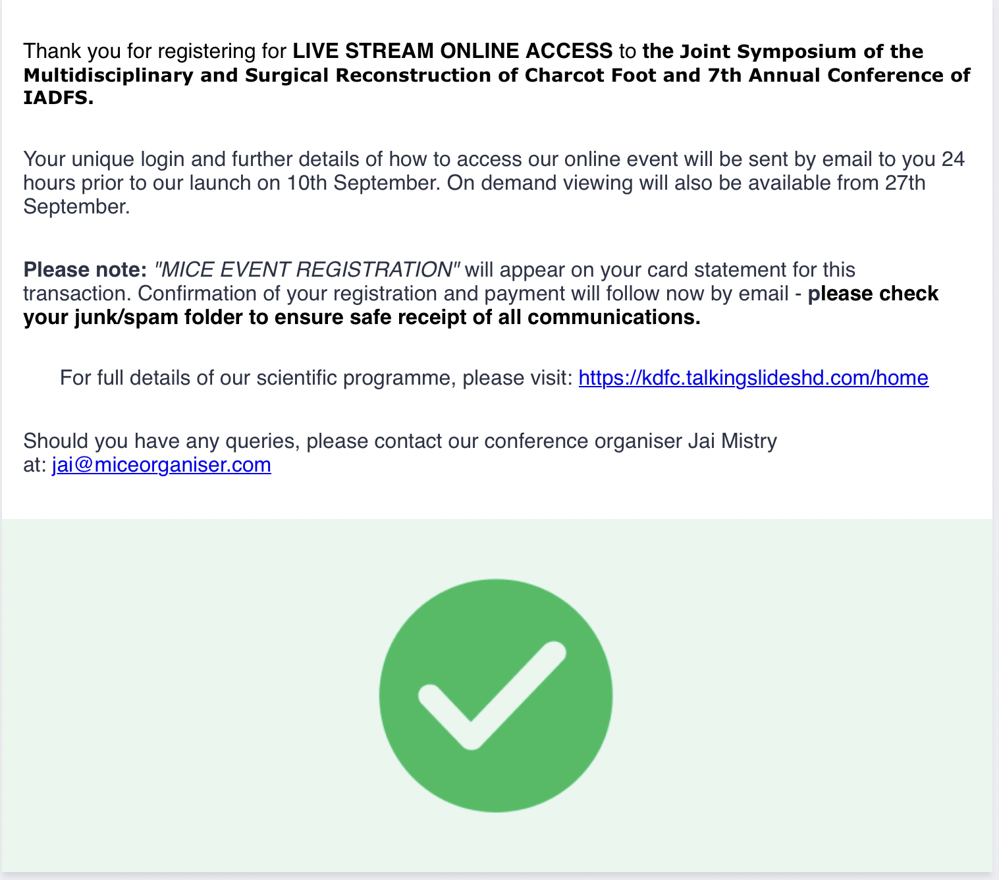 Thank you for registering for LIVE STREAM ONLINE ACCESS to the Joint Symposium of the
Multidisciplinary and Surgical Reconstruction of Charcot Foot and 7th Annual Conference of
IADFS.
Your unique login and further details of how to access our online event will be sent by email to you 24
hours prior to our launch on 10th September. On demand viewing will also be available from 27th
September.
Please note: "MICE EVENT REGISTRATION" will appear on your card statement for this
transaction. Confirmation of your registration and payment will follow now by email - please check
your junk/spam folder to ensure safe receipt of all communications.
For full details of our scientific programme, please visit: https://kdfc.talkingslideshd.com/home
Should you have any queries, please contact our conference organiser Jai Mistry
at: jai@miceorganiser.com